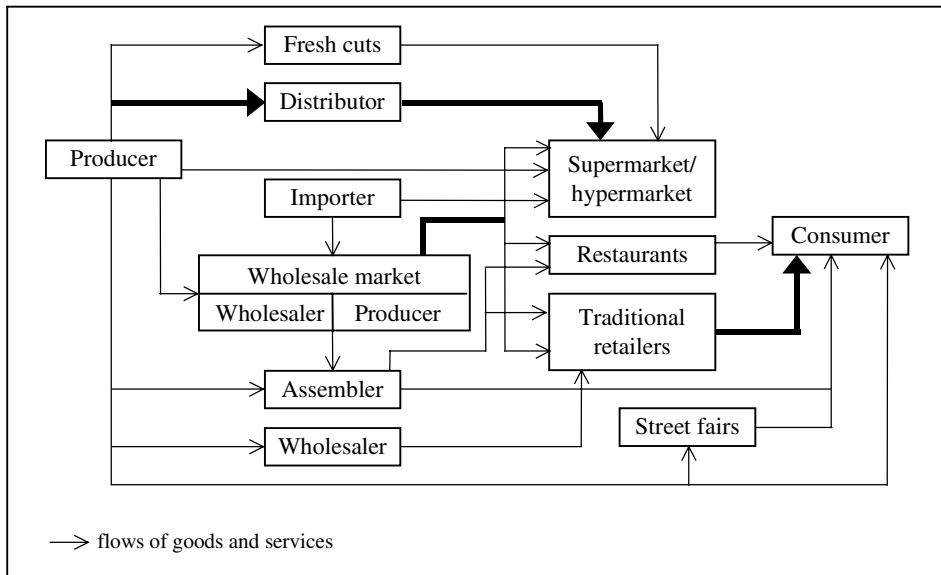 Fresh cuts
Distributor
Producer
Supermarket/
hypermarket
Importer
Consumer
Restaurants
Wholesale market
Wholesaler
Producer
Traditional
retailers
Assembler
Street fairs
Wholesaler
flows of goods and services